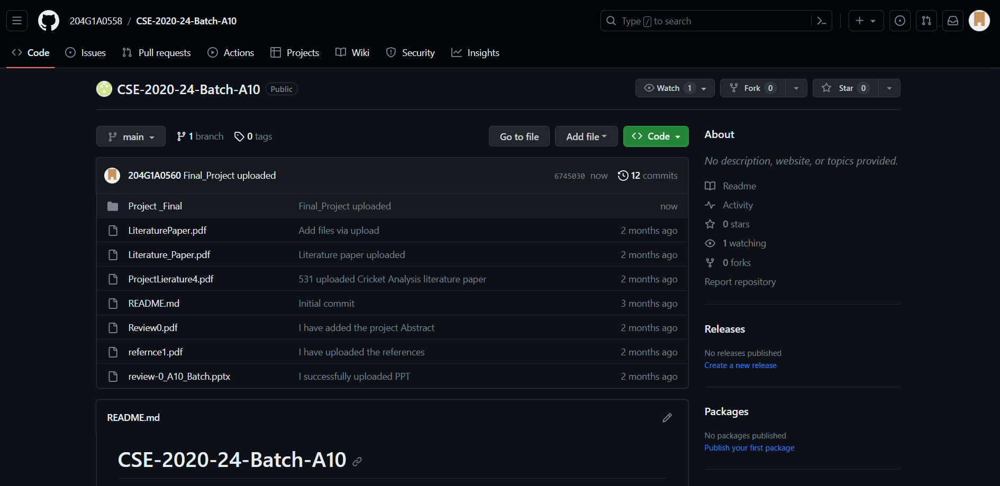 204G1A0558 / CSE-2020-24-Batch-A10
Type / to search
Code Issues Pull requests Actions Projects Wiki Security Insights
CSE-2020-24-Batch-A10 Public
Watch 1 Fork 0 Star 0
main 1 branch 0 tags
Go to file Add file Code
204G1A0560 Final_Project uploaded 6745030 now 12 commits
Project _Final Final_Project uploaded now
LiteraturePaper.pdf Add files via upload 2 months ago
Literature_Paper.pdf Literature paper uploaded 2 months ago
ProjectLierature4.pdf 531 uploaded Cricket Analysis literature paper 2 months ago
README.md Initial commit 3 months ago
Review0.pdf I have added the project Abstract 2 months ago
refernce1.pdf I have uploaded the references 2 months ago
review-0_A10_Batch.pptx I successfully uploaded PPT 2 months ago
README.md
CSE-2020-24-Batch-A10
About
No description, website, or topics provided.
Readme
Activity
0 stars
1 watching
0 forks
Report repository
Releases
No releases published
Create a new release
Packages
No packages published
Publish your first package